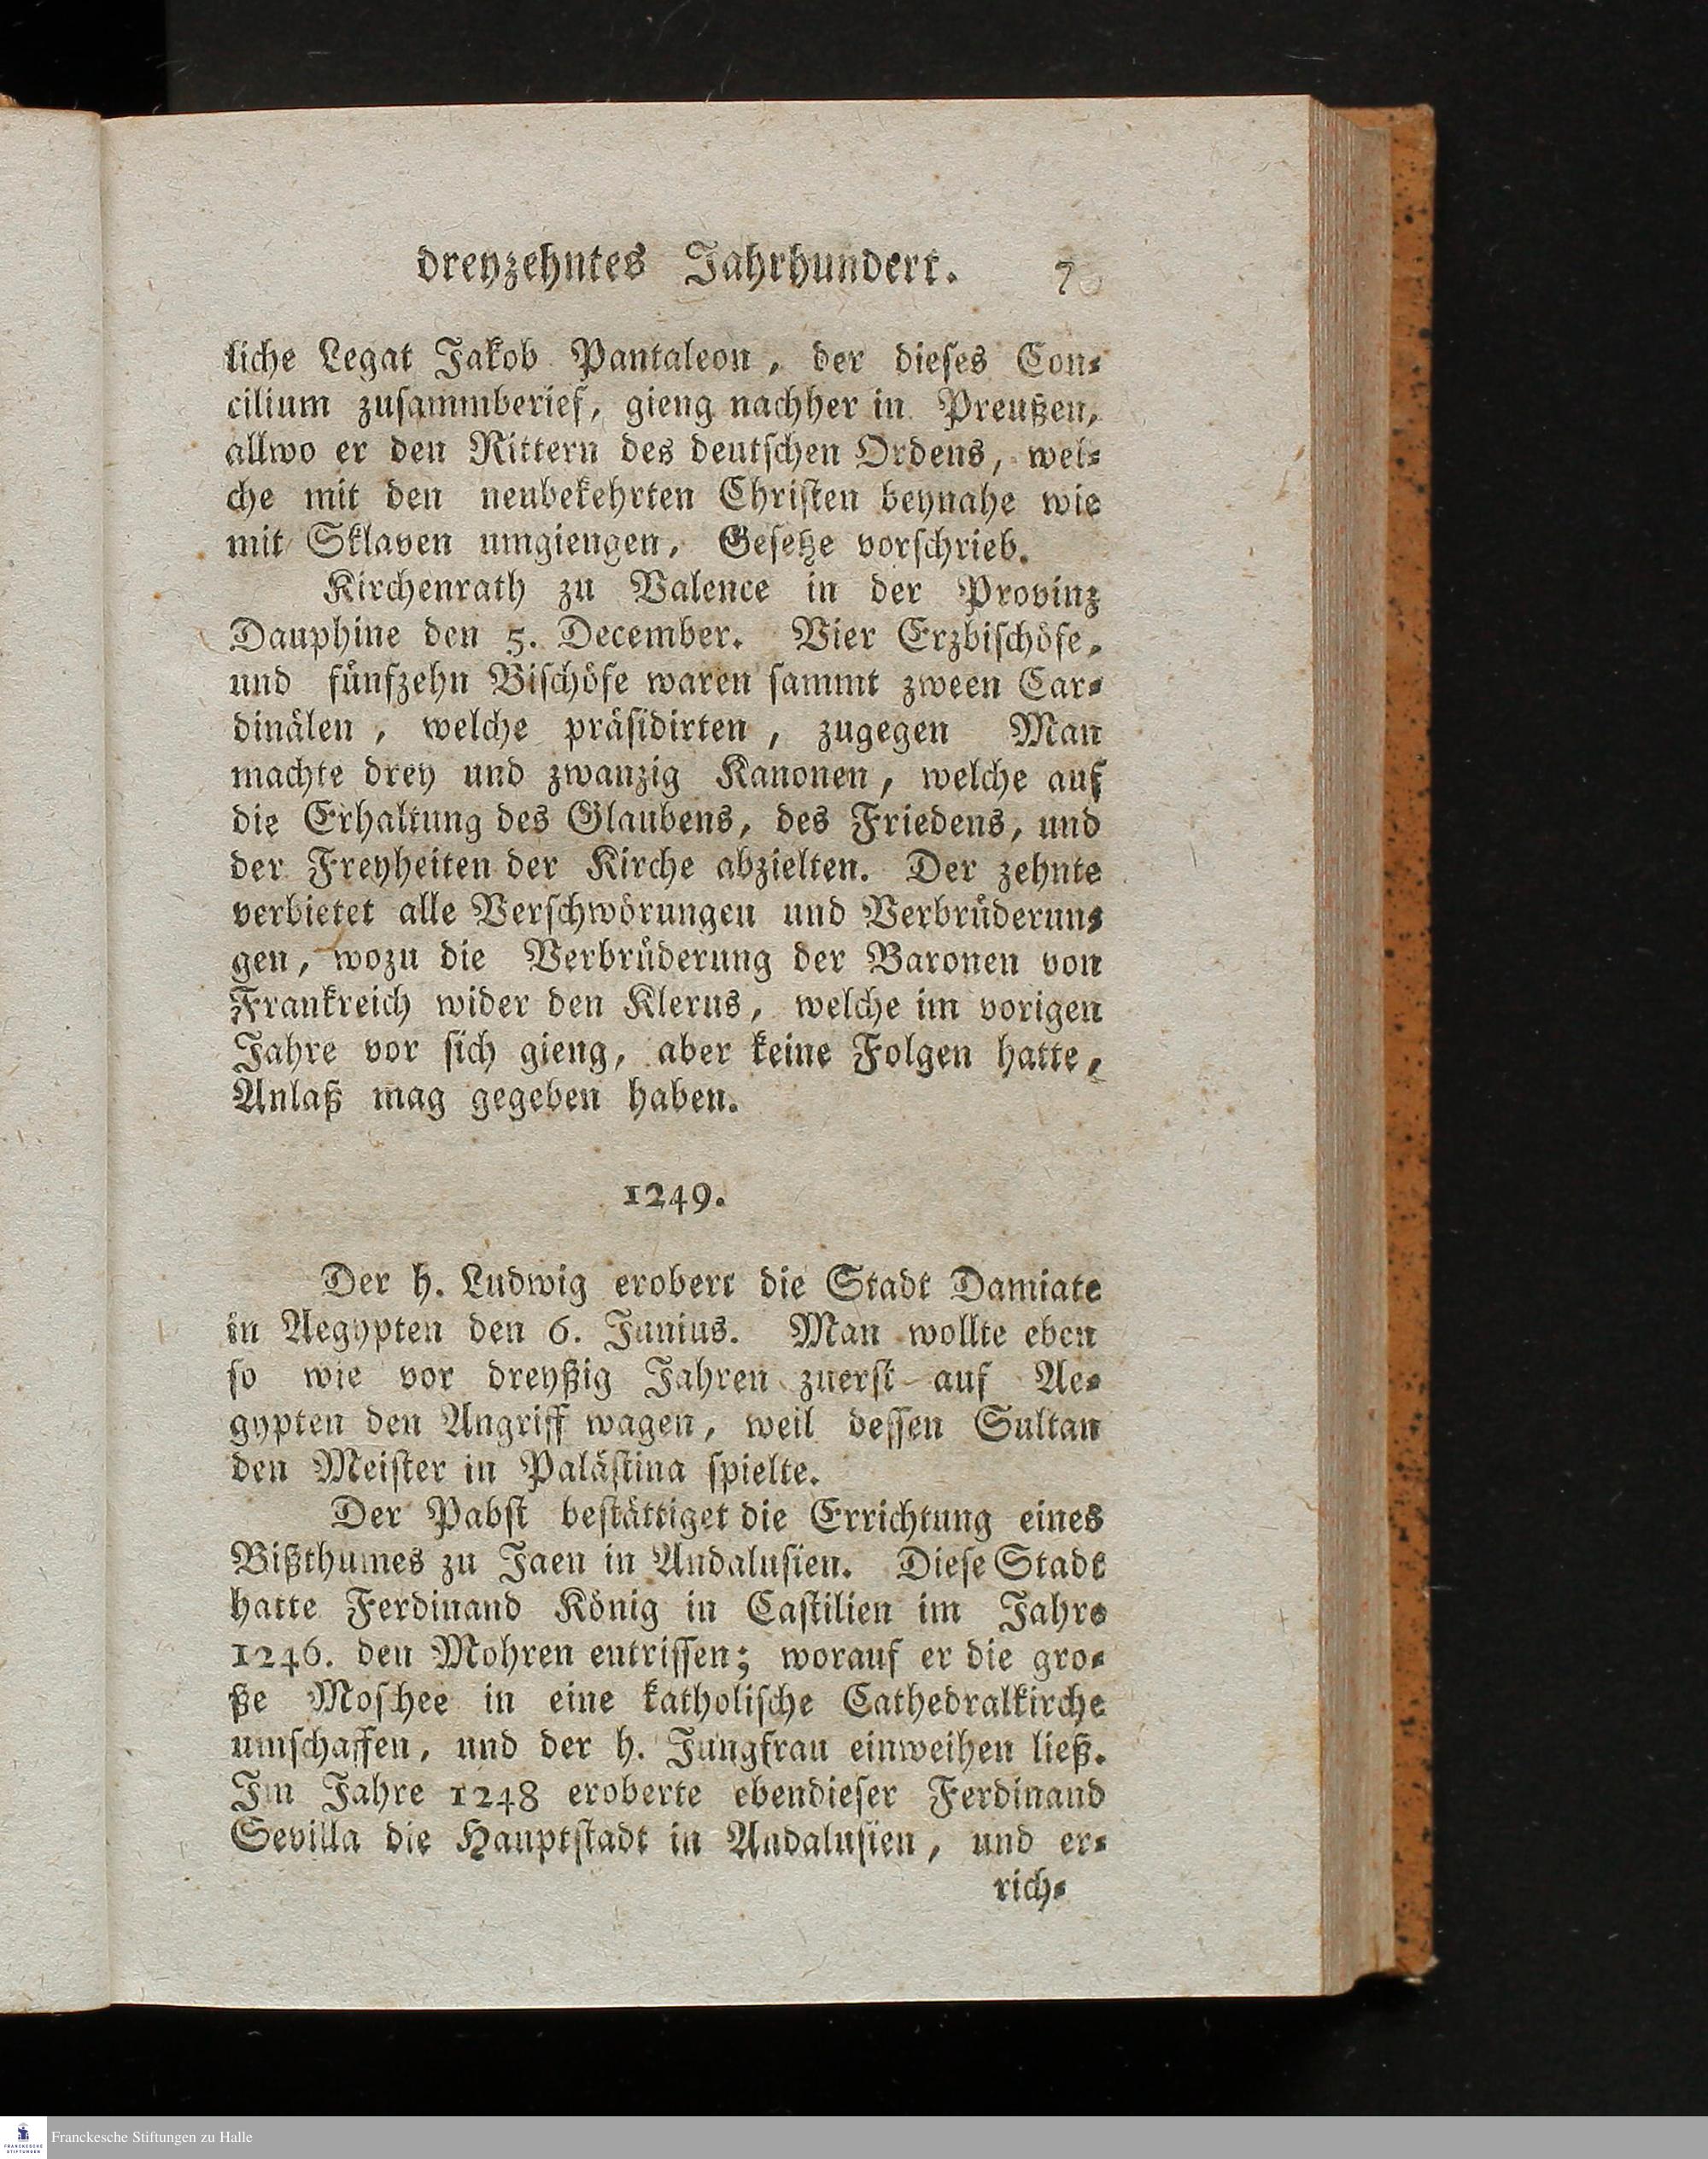 dreyzehntes Jahrhundert.
liche Legat Jakob Pantaleon, der dieses Con-
cilium zusammberief, gieng nachher in Preußen,
allwo er den Rittern des deutschen Ordens, wel-
che mit den neubekehrten Christen beynahe wie
mit Sklaven umgiengen, Gesetze vorschrieb.
Kirchenrath zu Valence in der Provinz
Dauphine den 5. December. Vier Erzbischöfe,
und fünfzehn Bischöfe waren sammt zween Car-
dinälen, welche präsidirten, zugegen Man
machte drey und zwanzig Kanonen, welche auf
die Erhaltung des Glaubens, des Friedens, und
der Freyheiten der Kirche abzielten. Der zehnte
verbietet alle Verschwörungen und Verbrüderun-
gen, wozu die Verbrüderung der Baronen von
Frankreich wider den Klerus, welche im vorigen
Jahre vor sich gieng, aber keine Folgen hatte,
Anlaß mag gegeben haben.
1249.
Der h. Ludwig erobert die Stadt Damiate
in Aegypten den 6. Junius. Man wollte eben
so wie vor dreyßig Jahren zuerst auf Ae-
gypten den Angriff wagen, weil dessen Sultan
den Meister in Palästina spielte.
Der Pabst bestättiget die Errichtung eines
Bißthumes zu Jaen in Andalusien. Diese Stadt
hatte Ferdinand König in Castilien im Jahre
1246. den Mohren entrissen; worauf er die gro-
ße Moschee in eine katholische Cathedralkirche
umschaffen, und der h. Jungfrau einweihen ließ.
Im Jahre 1248 eroberte ebendieser Ferdinand
Sevilla die Hauptstadt in Andalusien, und er-
rich-
Franckesche Stiftungen zu Halle